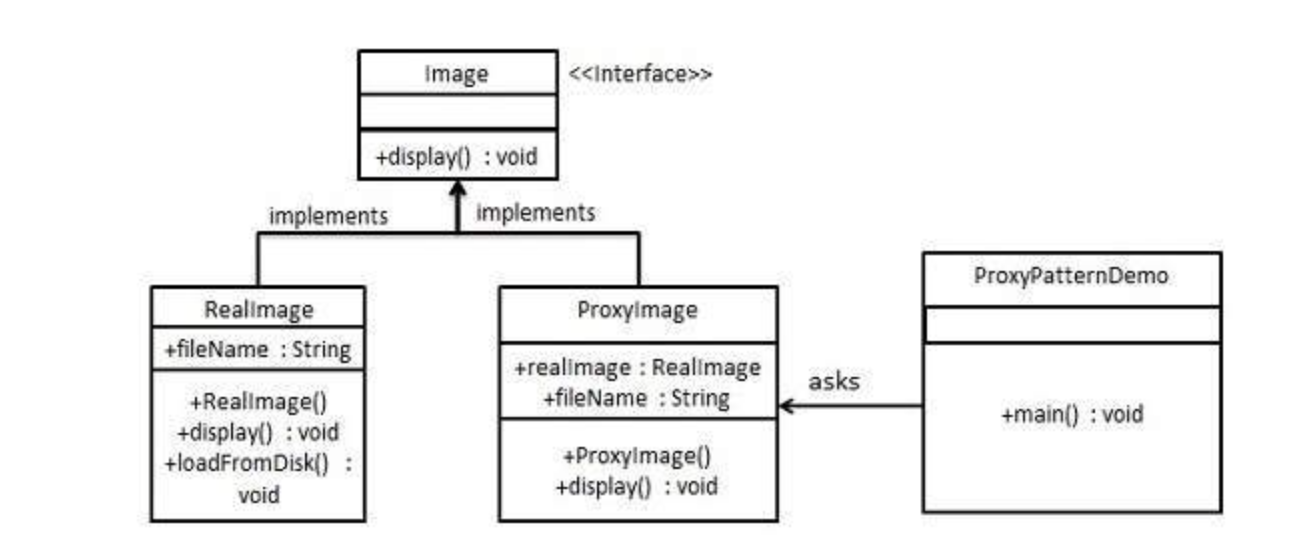 Image
<<Interface>>
+display() : void
implements
implements
RealImage
+fileName : String
+RealImage()
+display() : void
+loadFromDisk() :
void
ProxyImage
+realImage : RealImage
+fileName : String
+ProxyImage()
+display() : void
asks
ProxyPatternDemo
+main() : void